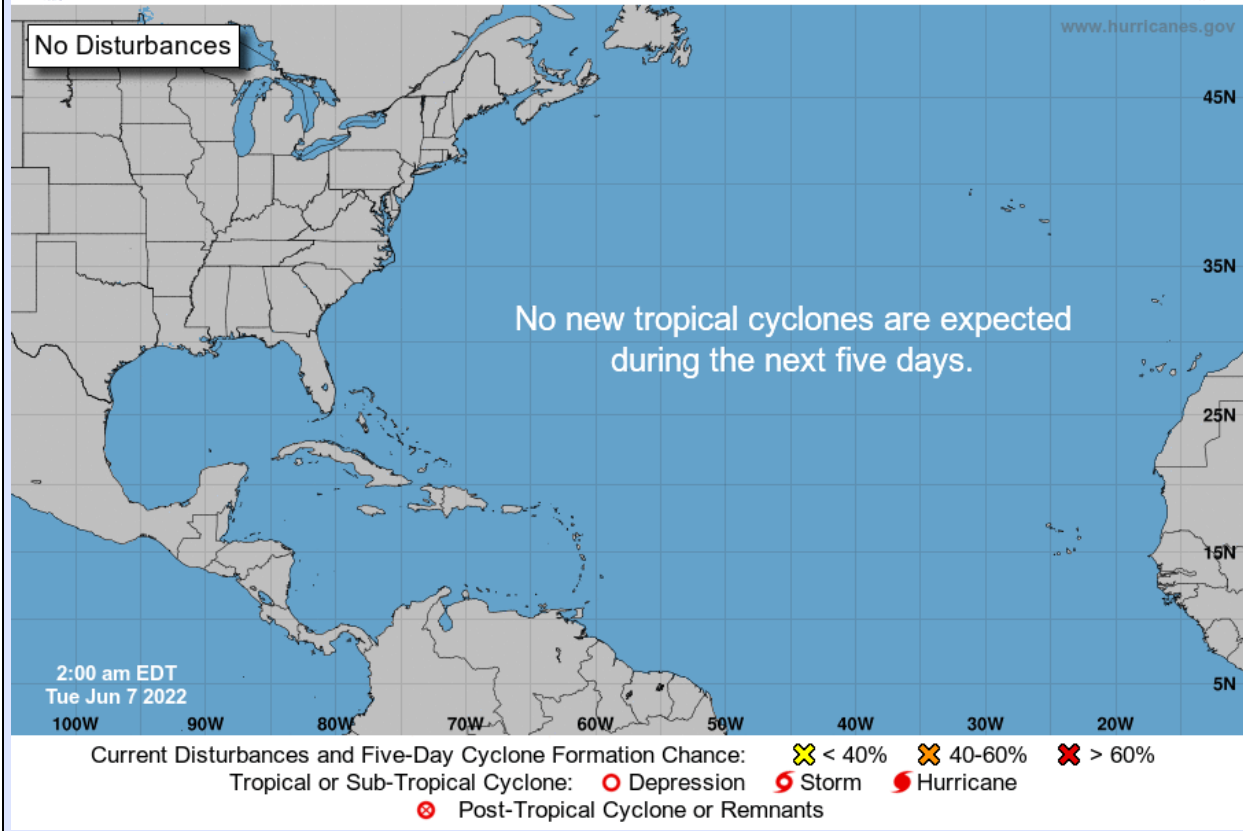 www.hurricanes.gov
No Disturbances
45N
35N
No new tropical cyclones are expected
during the next five days.
25N
15N
2:00 am EDT
Tue Jun 7 2022
5N
100W 90W 80W 70W 60W 50W 40W 30W 20W
Current Disturbances and Five-Day Cyclone Formation Chance: < 40% 40-60% > 60%
Tropical or Sub-Tropical Cyclone: Depression Storm Hurricane
Post-Tropical Cyclone or Remnants